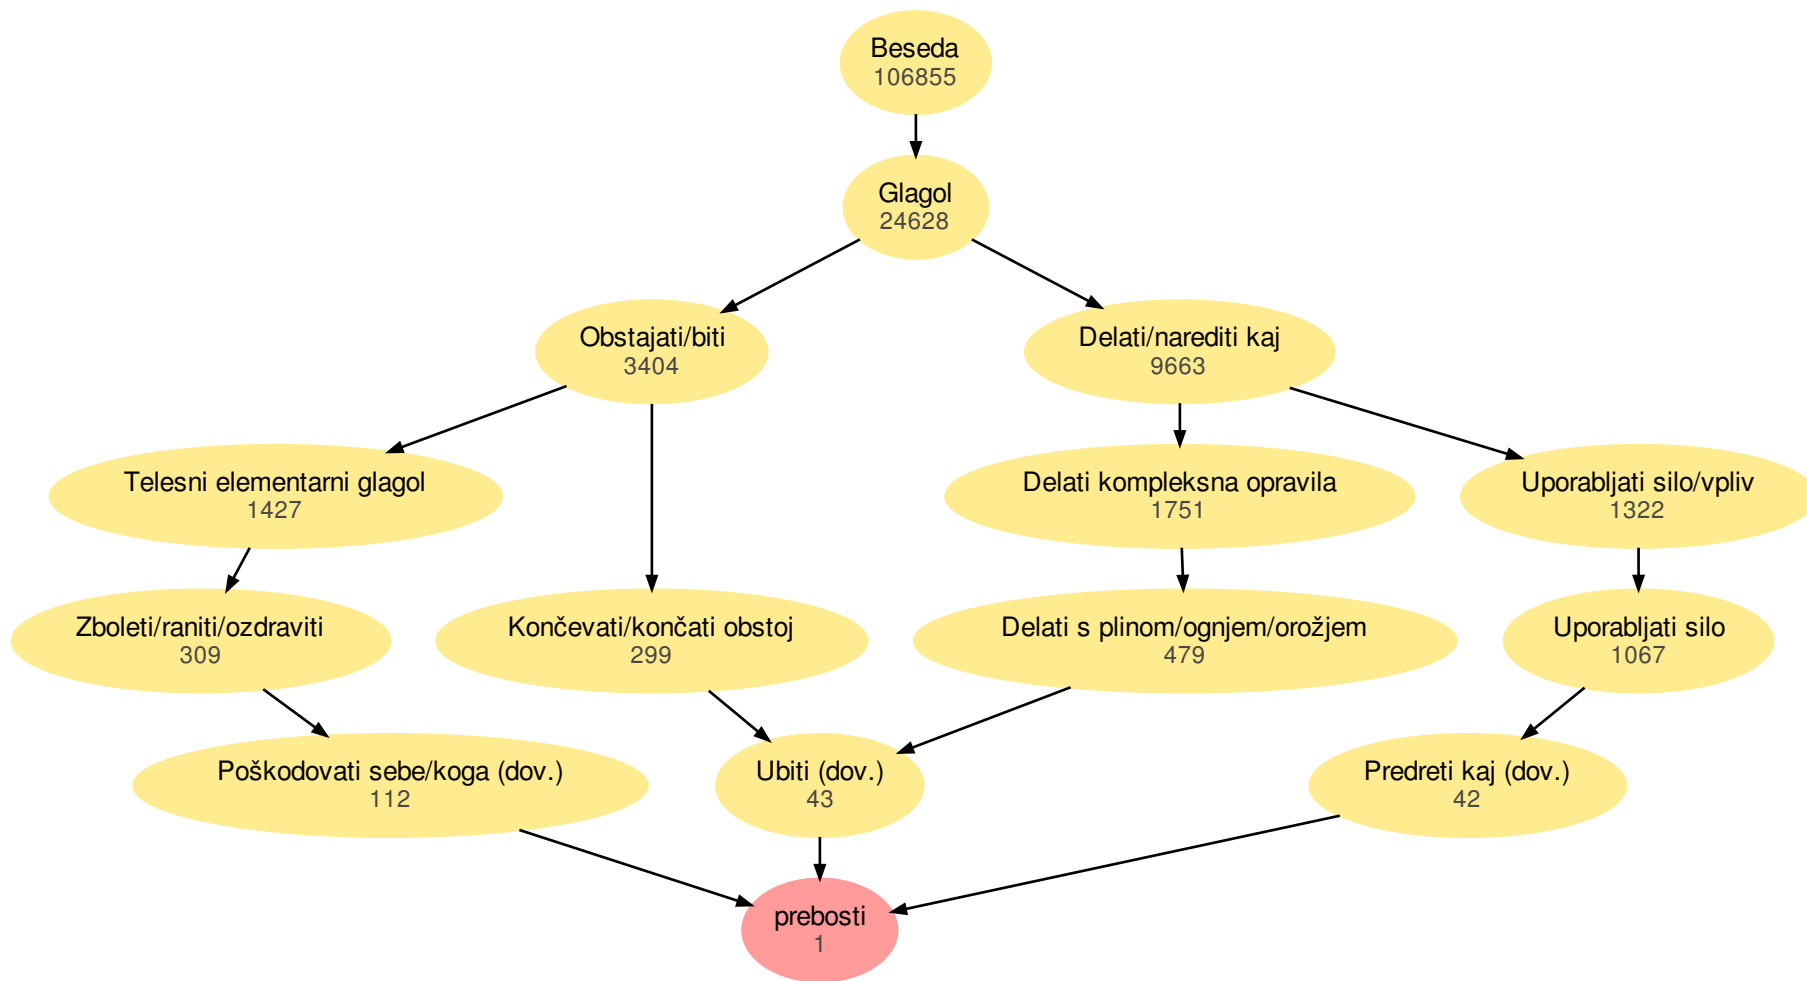 Beseda
106855
Glagol
24628
Obstajati/biti
3404
Delati/narediti kaj
9663
Telesni elementarni glagol
1427
Delati kompleksna opravila
1751
Uporabljati silo/vpliv
1322
Zboleti/raniti/ozdraviti
309
Končevati/končati obstoj
299
Delati s plinom/ognjem/orožjem
479
Uporabljati silo
1067
Poškodovati sebe/koga (dov.)
112
Ubiti (dov.)
43
Predreti kaj (dov.)
42
prebosti
1